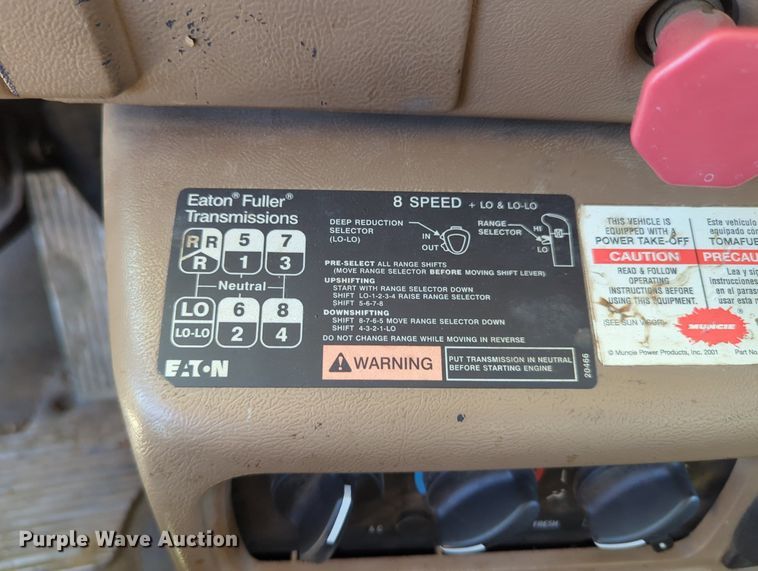 Eaton® Fuller®
Transmissions
8 SPEED + LO & LO-LO
DEEP REDUCTION
SELECTOR
(LO-LO)
IN
OUT
RANGE
SELECTOR
HI
LO
R R 5 7
R 1 3
Neutral
LO 6 8
LO-LO 2 4
PRE-SELECT ALL RANGE SHIFTS
(MOVE RANGE SELECTOR BEFORE MOVING SHIFT LEVER)
UPSHIFTING
START WITH RANGE SELECTOR DOWN
SHIFT LO-1-2-3-4 RAISE RANGE SELECTOR
SHIFT 5-6-7-8
DOWNSHIFTING
SHIFT 8-7-6-5 MOVE RANGE SELECTOR DOWN
SHIFT 4-3-2-1-LO
DO NOT CHANGE RANGE WHILE MOVING IN REVERSE
EATON
WARNING
PUT TRANSMISSION IN NEUTRAL
BEFORE STARTING ENGINE
20466
THIS VEHICLE IS
EQUIPPED WITH A
POWER TAKE-OFF
CAUTION
READ & FOLLOW
OPERATING
INSTRUCTIONS BEFORE
USING THIS EQUIPMENT.
(SEE SUN VISOR)
Este vehiculo
equipado
TOMAFUE
PRECAU
Lea y
instrucciones
en el paras
usar esta
MUNCIE
© Muncie Power Products, Inc. 2001
Part No.
A/C
FRESH
Purple Wave Auction